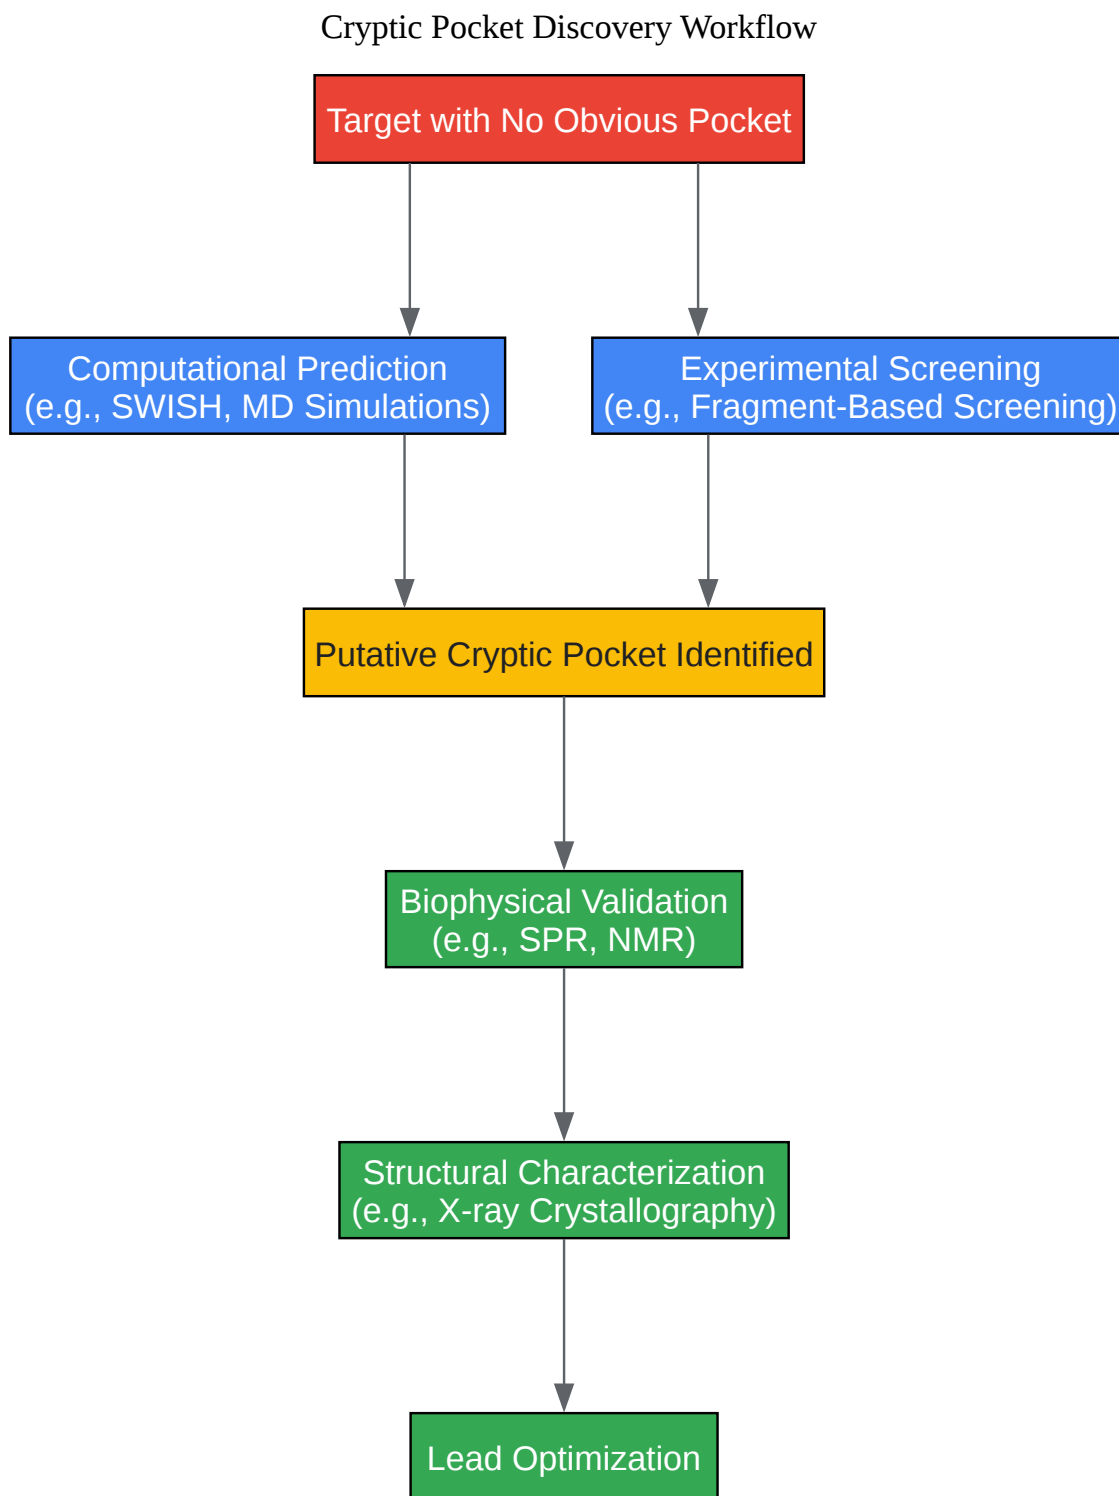 Cryptic Pocket Discovery Workflow
Target with No Obvious Pocket
Computational Prediction
(e.g., SWISH, MD Simulations)
Experimental Screening
(e.g., Fragment-Based Screening)
Putative Cryptic Pocket Identified
Biophysical Validation
(e.g., SPR, NMR)
Structural Characterization
(e.g., X-ray Crystallography)
Lead Optimization